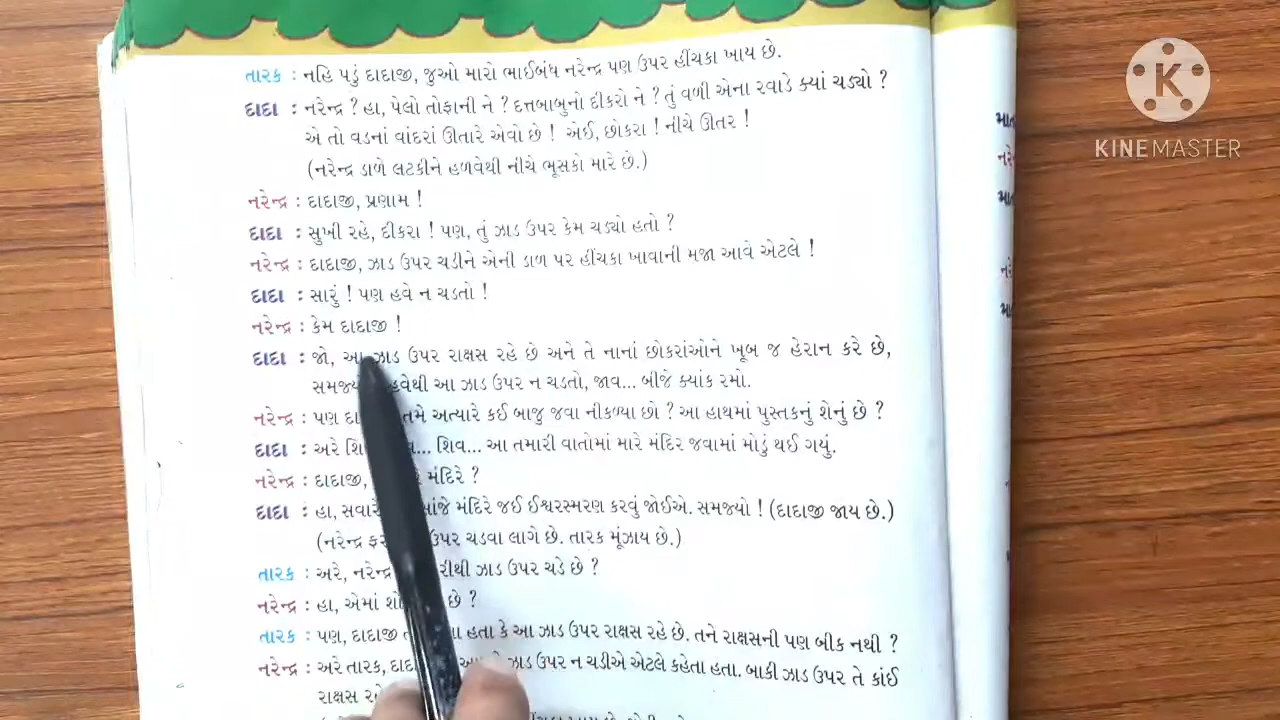 તારક : નહિ પડું દાદાજી, જુઓ મારો ભાઈબંધ નરેન્દ્ર પણ ઉપર હીંચકા ખાય છે.
દાદા : નરેન્દ્ર ? હા, પેલો તોફાની ને ? દત્તબાબુનો દીકરો ને ? તું વળી એના રવાડે ક્યાં ચડ્યો ?
એ તો વડનાં વાંદરાં ઊતારે એવો છે ! એઈ, છોકરા ! નીચે ઊતર !
(નરેન્દ્ર ડાળે લટકીને હળવેથી નીચે ભૂસકો મારે છે.)
નરેન્દ્ર : દાદાજી, પ્રણામ !
દાદા : સુખી રહે, દીકરા ! પણ, તું ઝાડ ઉપર કેમ ચડ્યો હતો ?
નરેન્દ્ર : દાદાજી, ઝાડ ઉપર ચડીને એની ડાળ પર હીંચકા ખાવાની મજા આવે એટલે !
દાદા : સારું ! પણ હવે ન ચડતો !
નરેન્દ્ર : કેમ દાદાજી !
દાદા : જો, આ ઝાડ ઉપર રાક્ષસ રહે છે અને તે નાનાં છોકરાંઓને ખૂબ જ હેરાન કરે છે,
હવેથી આ ઝાડ ઉપર ન ચડતો, જાવ... બીજે ક્યાંક રમો.
નરેન્દ્ર : પણ તમે અત્યારે કઈ બાજુ જવા નીકળ્યા છો ? આ હાથમાં પુસ્તકનું શેનું છે ?
દાદા : અરે શિવ... શિવ... આ તમારી વાતોમાં મારે મંદિર જવામાં મોડું થઈ ગયું.
નરેન્દ્ર : દાદાજી, મંદિરે ?
દાદા : હા, સાંજે મંદિરે જઈ ઈશ્વરસ્મરણ કરવું જોઈએ. સમજ્યો ! (દાદાજી જાય છે.)
(નરેન્દ્ર ઉપર ચડવા લાગે છે. તારક મૂંઝાય છે.)
તારક : અરે, નરેન્દ્ર ઝાડ ઉપર ચડે છે ?
નરેન્દ્ર : હા, એમાં છે ?
તારક : પણ, દાદાજી હતા કે આ ઝાડ ઉપર રાક્ષસ રહે છે. તને રાક્ષસની પણ બીક નથી ?
નરેન્દ્ર : અરે તારક, ઝાડ ઉપર ન ચડીએ એટલે કહેતા હતા. બાકી ઝાડ ઉપર તે કાંઈ
રાક્ષસ
KINEMASTER